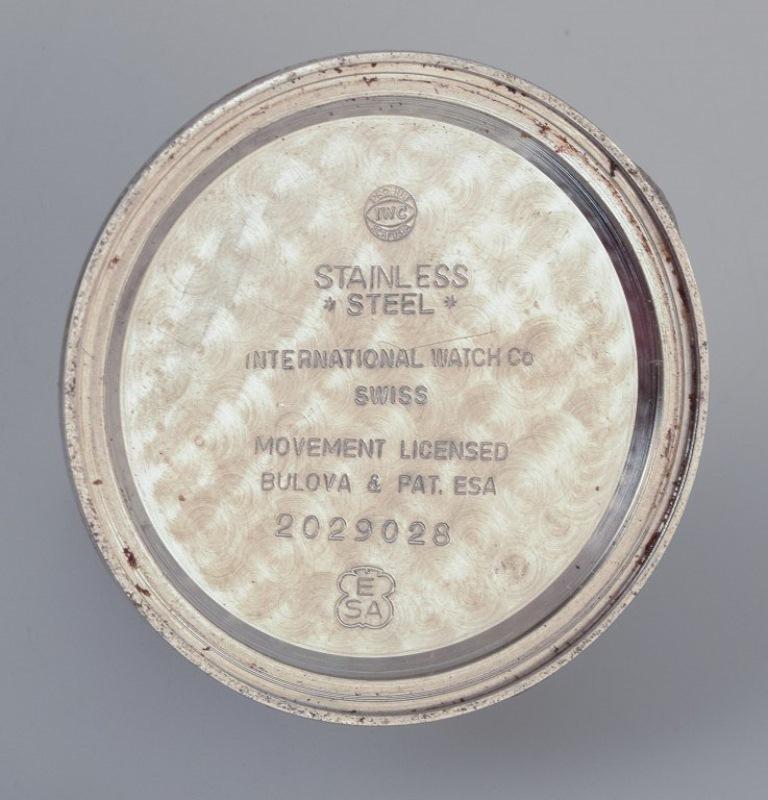 IWC
STAINLESS
* STEEL *
INTERNATIONAL WATCH Co
SWISS
MOVEMENT LICENSED
BULOVA & PAT. ESA
2029028
E
SA